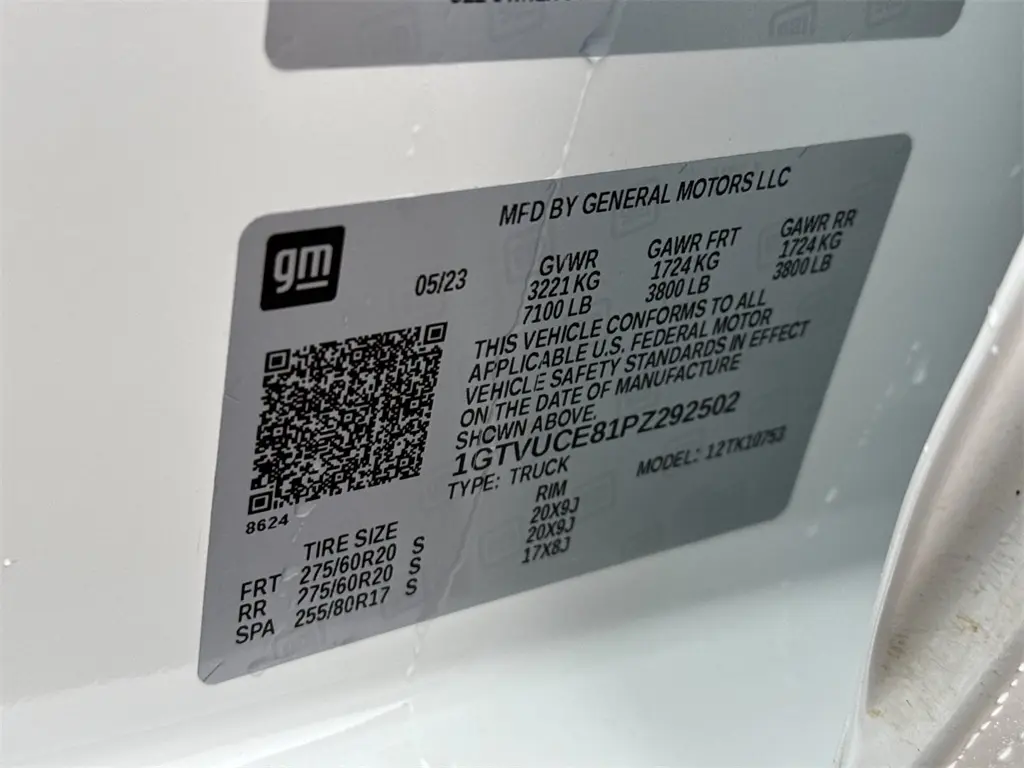 gm
MFD BY GENERAL MOTORS LLC
05/23
GVWR GAWR FRT GAWR RR
3221 KG 1724 KG 1724 KG
7100 LB 3800 LB 3800 LB
THIS VEHICLE CONFORMS TO ALL
APPLICABLE U.S. FEDERAL MOTOR
VEHICLE SAFETY STANDARDS IN EFFECT
ON THE DATE OF MANUFACTURE
SHOWN ABOVE.
1GTVUCE81PZ292502
TYPE: TRUCK MODEL: 12TK10753
8624
TIRE SIZE RIM
FRT 275/60R20 S 20X9J
RR 275/60R20 S 20X9J
SPA 255/80R17 S 17X8J